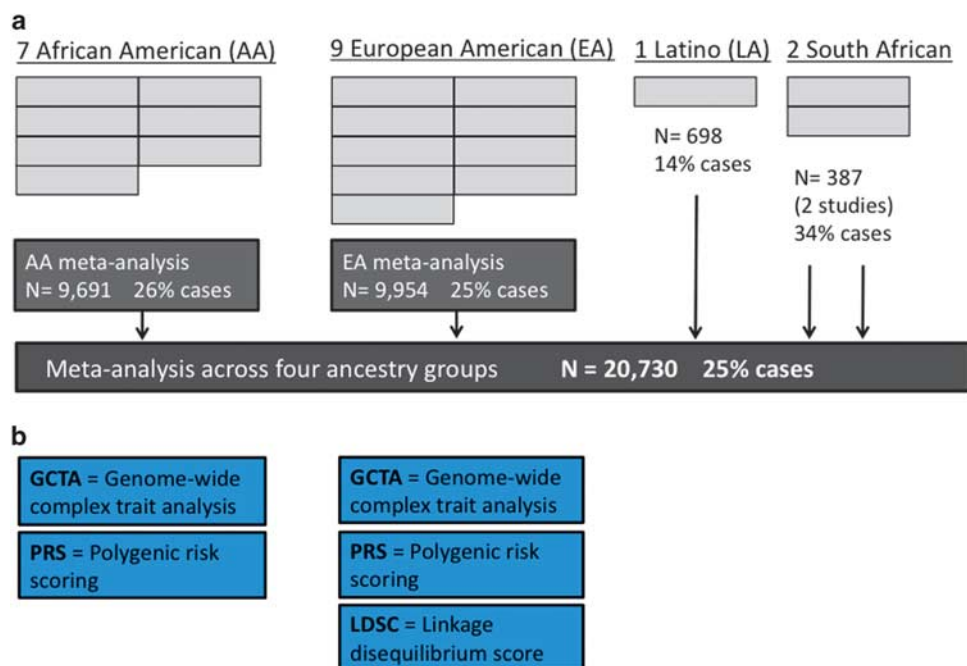 a
7 African American (AA)
9 European American (EA)
1 Latino (LA)
2 South African
N= 698
14% cases
N= 387
(2 studies)
34% cases
AA meta-analysis
N= 9,691 26% cases
EA meta-analysis
N= 9,954 25% cases
Meta-analysis across four ancestry groups N = 20,730 25% cases
b
GCTA = Genome-wide
complex trait analysis
PRS = Polygenic risk
scoring
GCTA = Genome-wide
complex trait analysis
PRS = Polygenic risk
scoring
LDSC = Linkage
disequilibrium score